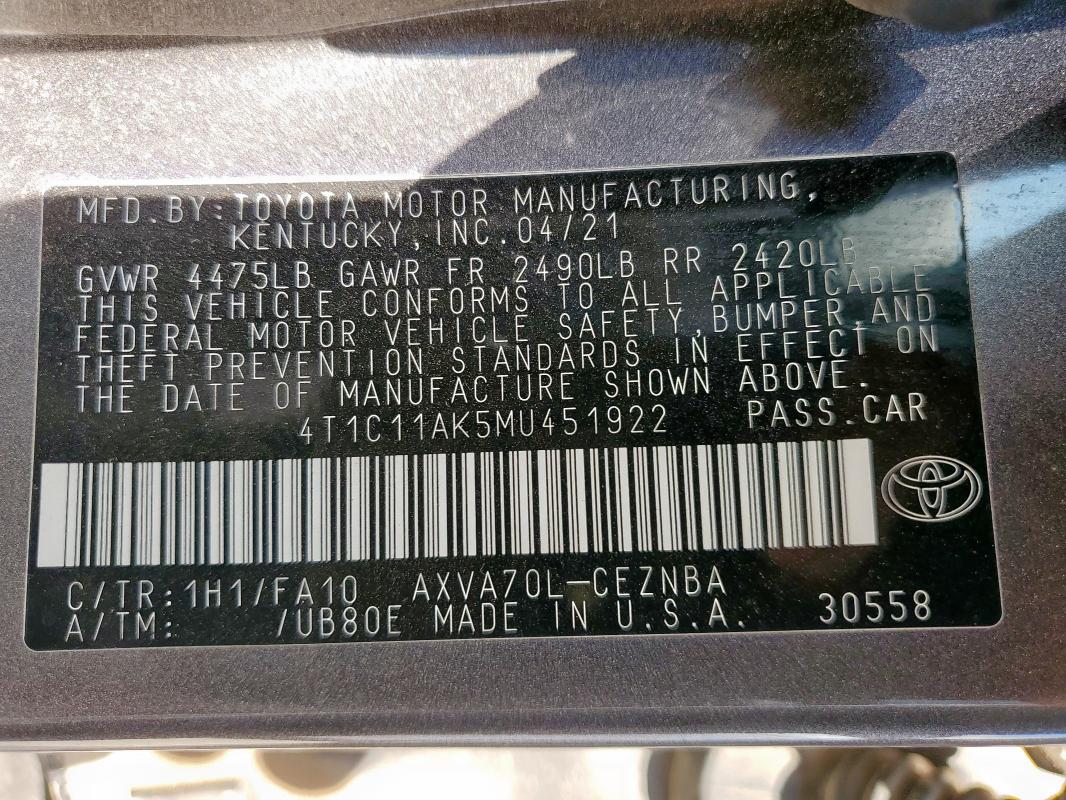 MFD.BY:TOYOTA MOTOR MANUFACTURING,
KENTUCKY,INC.04/21
GVWR 4475LB GAWR FR 2490LB RR 2420LB
THIS VEHICLE CONFORMS TO ALL APPLICABLE
FEDERAL MOTOR VEHICLE SAFETY,BUMPER AND
THEFT PREVENTION STANDARDS IN EFFECT ON
THE DATE OF MANUFACTURE SHOWN ABOVE.
4T1C11AK5MU451922 PASS.CAR
C/TR:1H1/FA10 AXVA70L-CEZNBA
A/TM: /UB80E MADE IN U.S.A. 30558